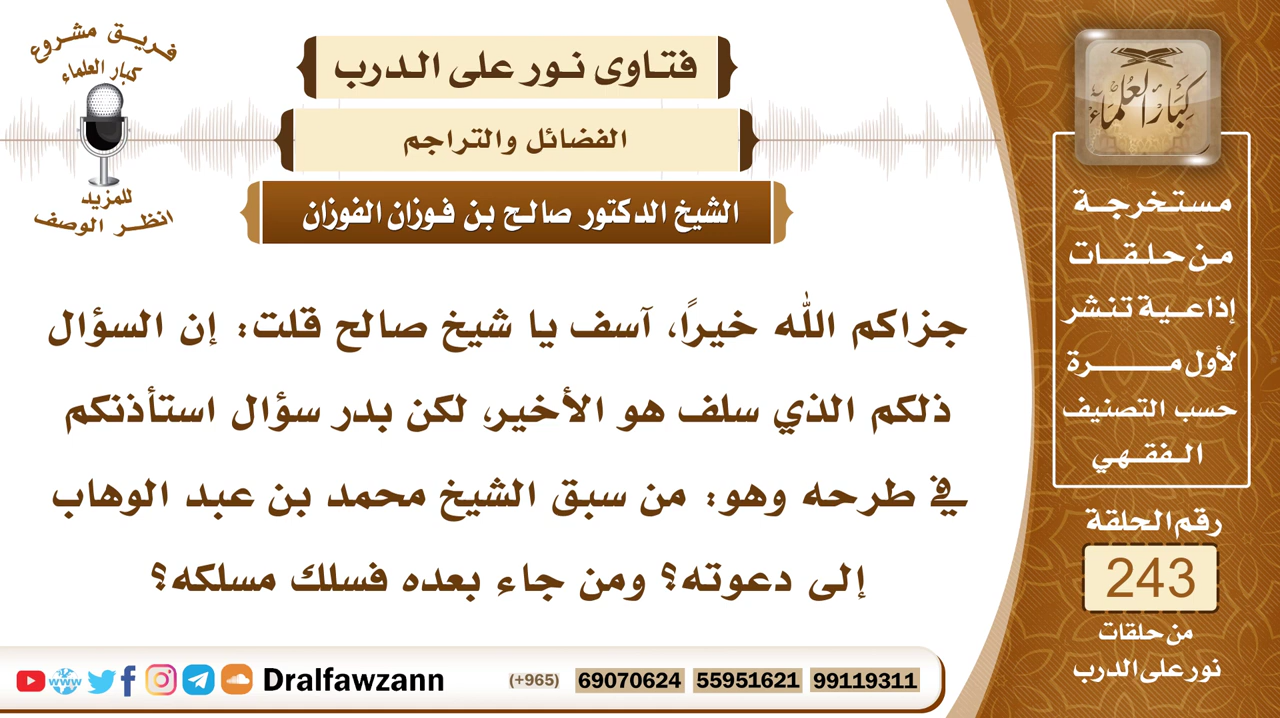 فريق مشروع
كبار العلماء
للمزيد
انظر الوصف
فتاوى نور على الدرب
الفضائل والتراجم
الشيخ الدكتور صالح بن فوزان الفوزان
جزاكم الله خيراً، آسف يا شيخ صالح قلت: إن السؤال
ذلكم الذي سلف هو الأخير، لكن بدر سؤال استأذنكم
في طرحه وهو: من سبق الشيخ محمد بن عبد الوهاب
إلى دعوته؟ ومن جاء بعده فسلك مسلكه؟
كبار العلماء
مستخرجة
من حلقات
إذاعية تنشر
لأول مرة
حسب التصنيف
الفقهي
رقم الحلقة
243
من حلقات
نور على الدرب
www Dralfawzann (+965) 69070624 55951621 99119311